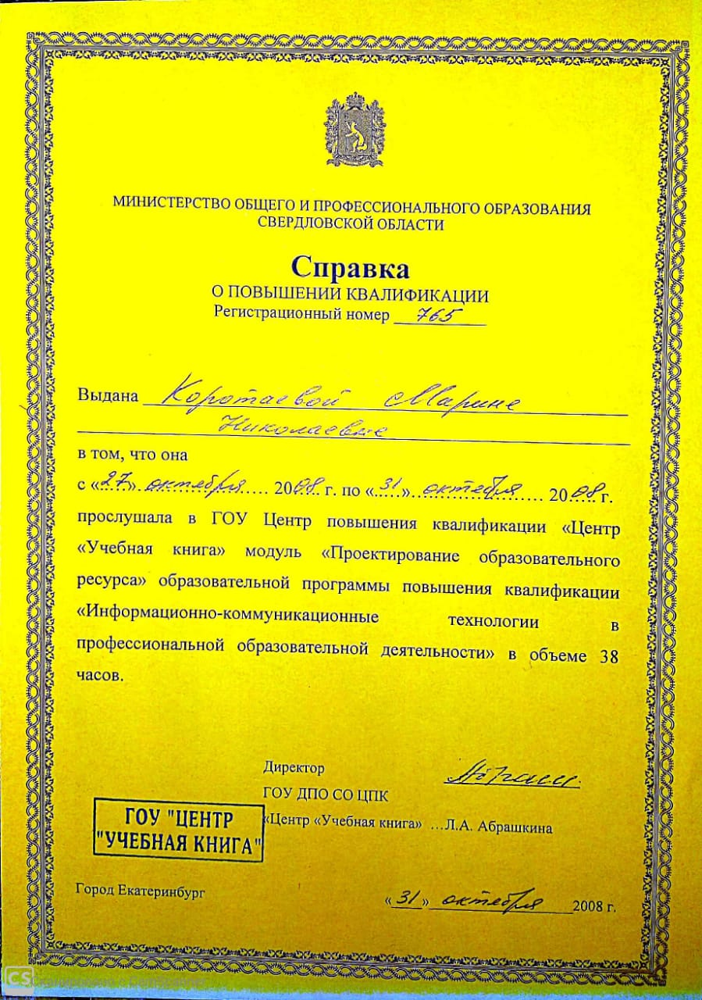 МИНИСТЕРСТВО ОБЩЕГО И ПРОФЕССИОНАЛЬНОГО ОБРАЗОВАНИЯ
СВЕРДЛОВСКОЙ ОБЛАСТИ
Справка
О ПОВЫШЕНИИ КВАЛИФИКАЦИИ
Регистрационный номер 765
Выдана Коротаевой Марине
Николаевне
в том, что она
с «27» октября 2008 г. по «31» октября 2008 г.
прослушала в ГОУ Центр повышения квалификации «Центр
«Учебная книга» модуль «Проектирование образовательного
ресурса» образовательной программы повышения квалификации
«Информационно-коммуникационные технологии в
профессиональной образовательной деятельности» в объеме 38
часов.
Директор
ГОУ ДПО СО ЦПК
«Центр «Учебная книга» ...Л.А. Абрашкина
ГОУ "ЦЕНТР
"УЧЕБНАЯ КНИГА"
Город Екатеринбург
«31» октября 2008 г.
CS